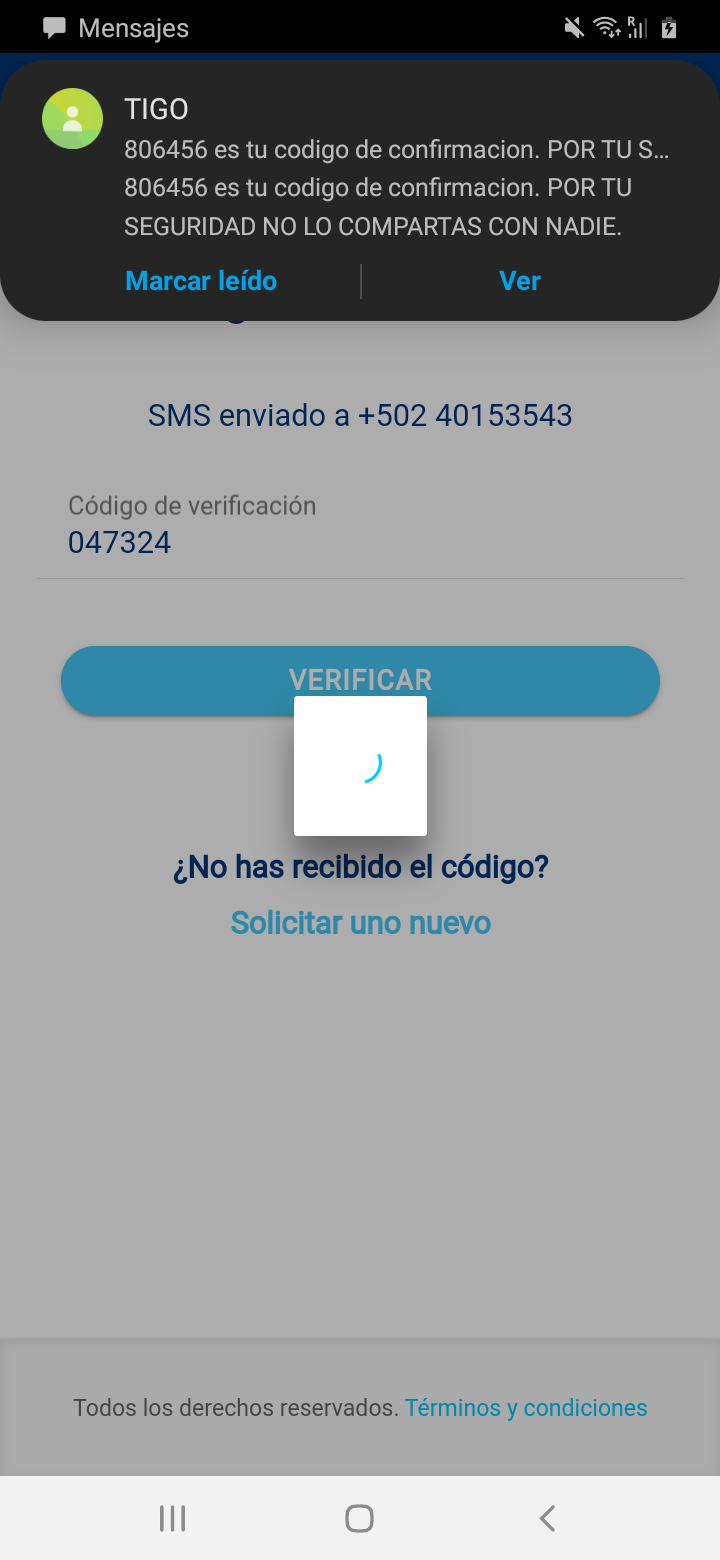 Mensajes
TIGO
806456 es tu codigo de confirmacion. POR TU S...
806456 es tu codigo de confirmacion. POR TU
SEGURIDAD NO LO COMPARTAS CON NADIE.
Marcar leído Ver
SMS enviado a +502 40153543
Código de verificación
047324
VERIFICAR
¿No has recibido el código?
Solicitar uno nuevo
Todos los derechos reservados. Términos y condiciones